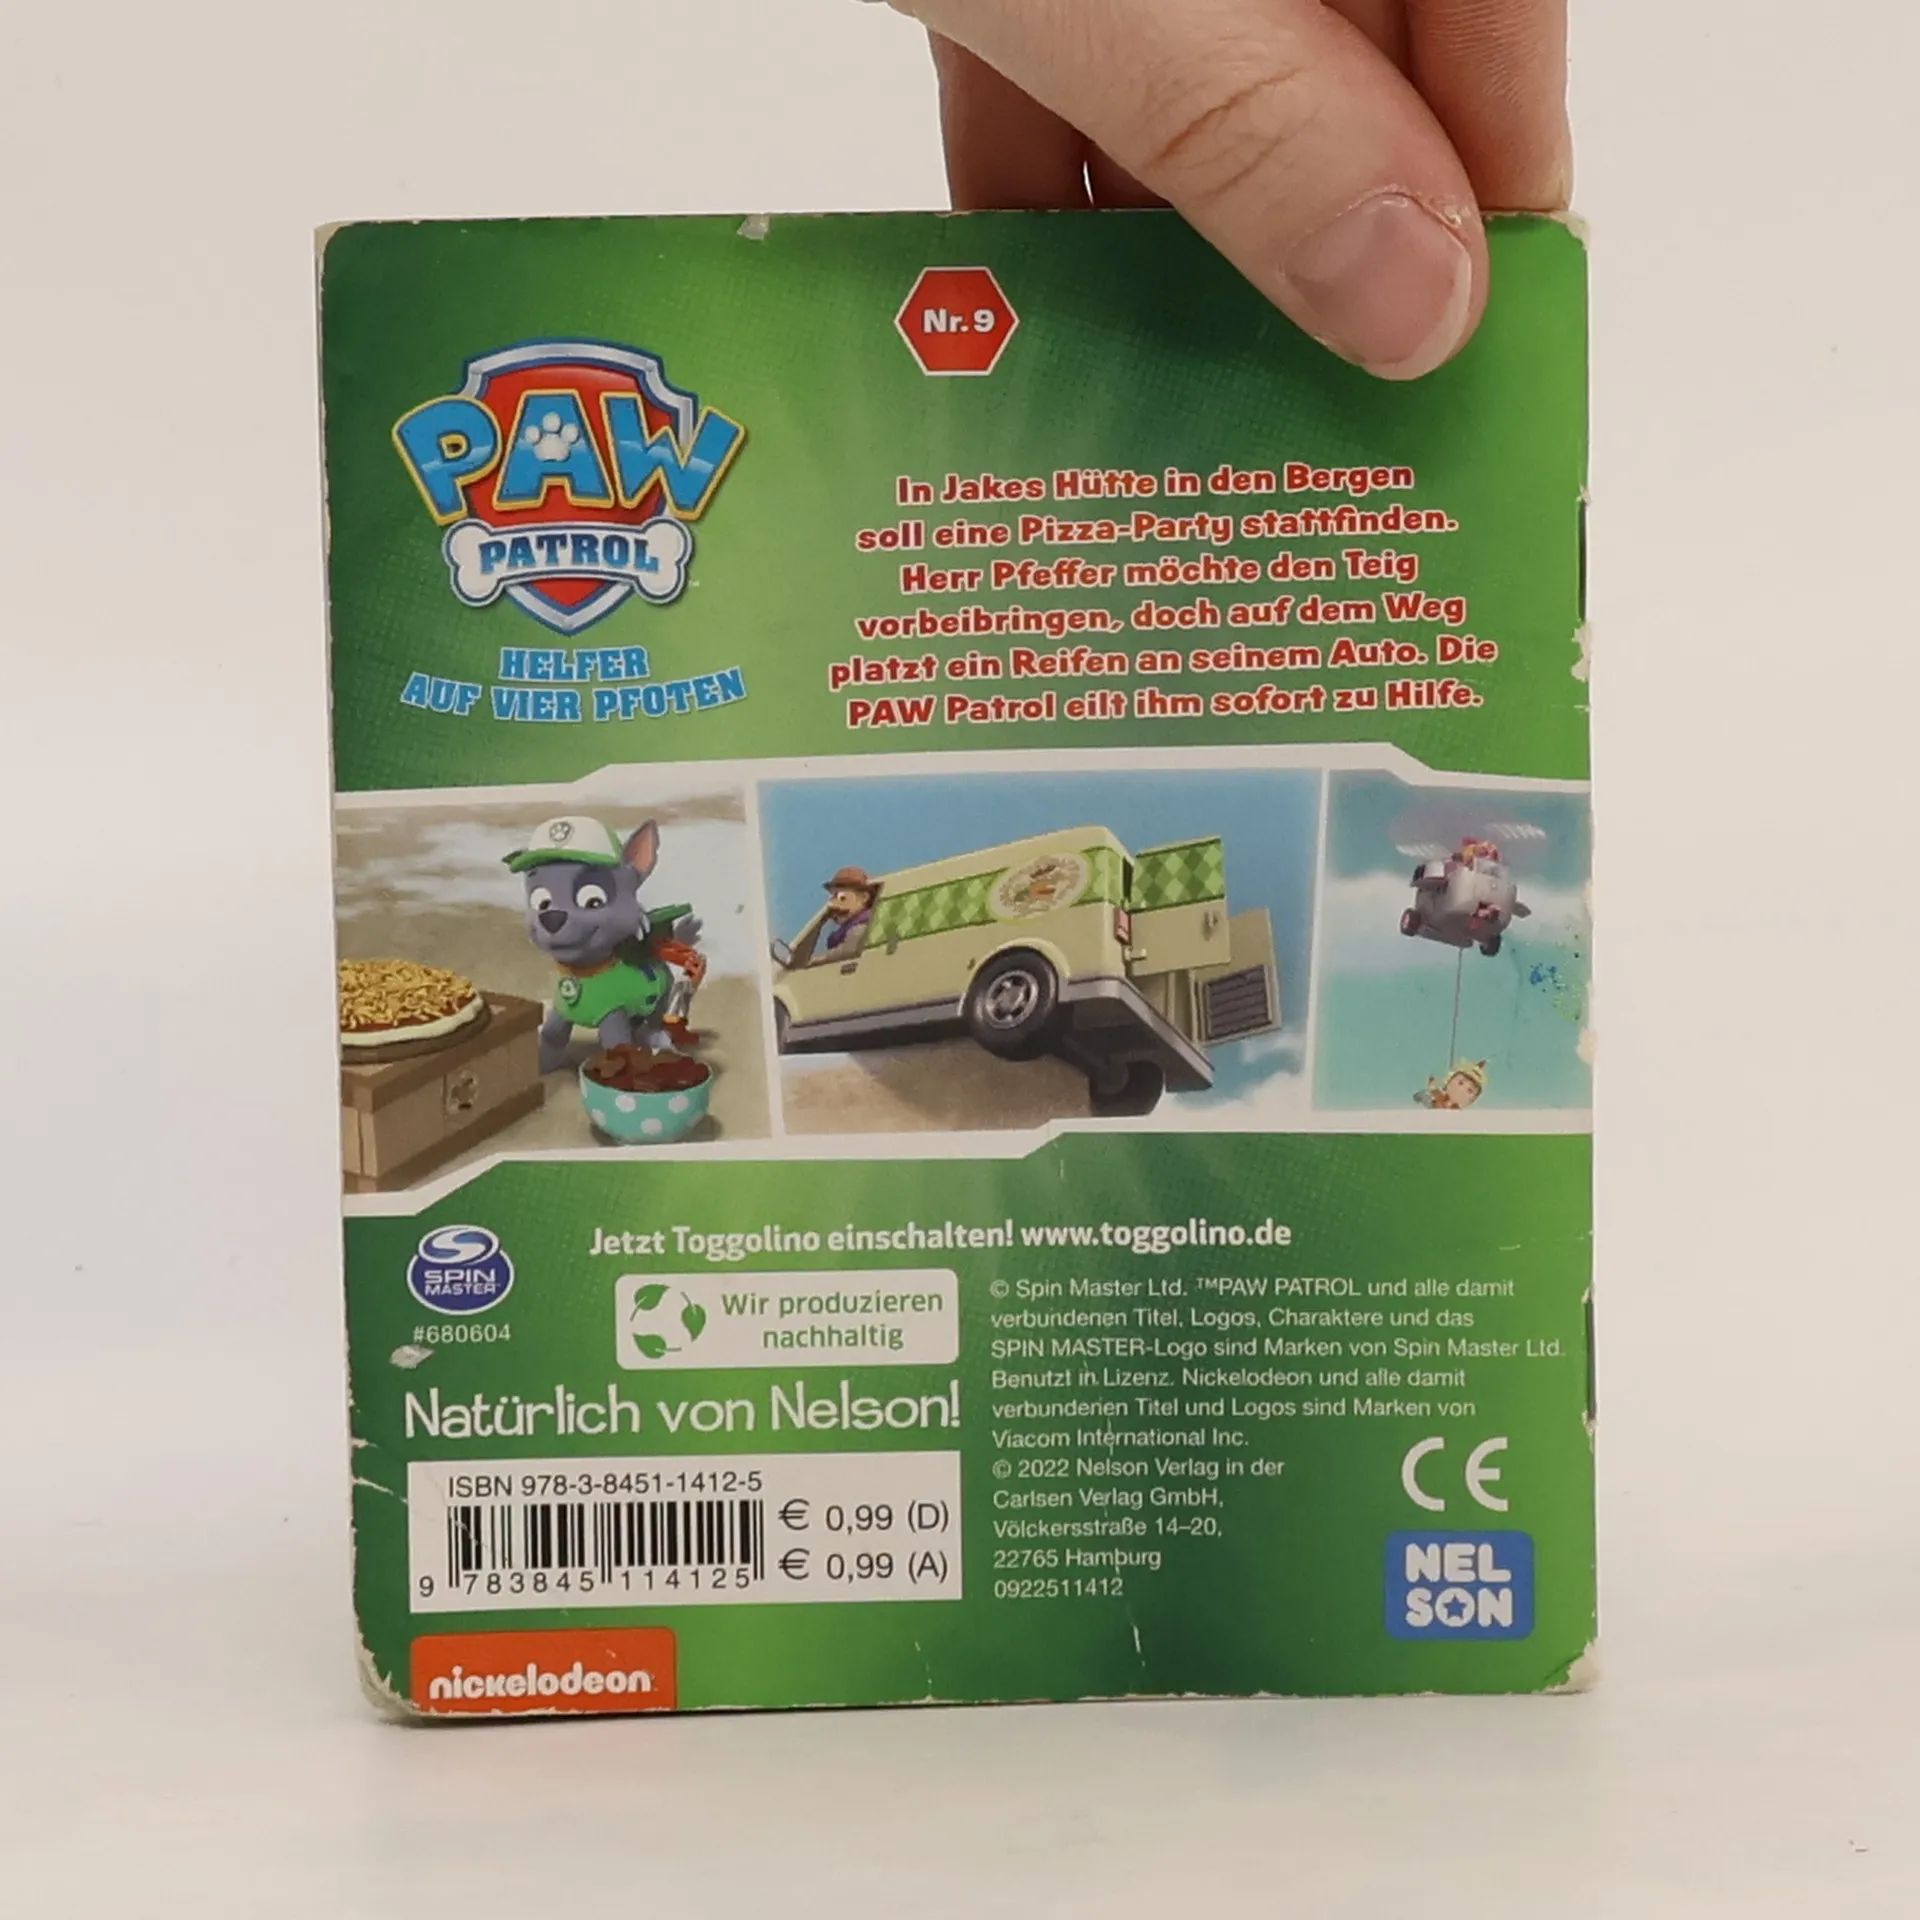 Nr. 9
PAW
PATROL
HELFER
AUF VIER PFOTEN
In Jakes Hütte in den Bergen
soll eine Pizza-Party stattfinden.
Herr Pfeffer möchte den Teig
vorbeibringen, doch auf dem Weg
platzt ein Reifen an seinem Auto. Die
PAW Patrol eilt ihm sofort zu Hilfe.
Jetzt Toggolino einschalten! www.toggolino.de
SPIN
MASTER
#680604
Wir produzieren
nachhaltig
Natürlich von Nelson!
ISBN 978-3-8451-1412-5
€ 0,99 (D)
€ 0,99 (A)
9 783845 114125
nickelodeon
© Spin Master Ltd. ™PAW PATROL und alle damit
verbundenen Titel, Logos, Charaktere und das
SPIN MASTER-Logo sind Marken von Spin Master Ltd.
Benutzt in Lizenz. Nickelodeon und alle damit
verbundenen Titel und Logos sind Marken von
Viacom International Inc.
© 2022 Nelson Verlag in der
Carlsen Verlag GmbH,
Völckersstraße 14–20,
22765 Hamburg
0922511412
CE
NEL
SON